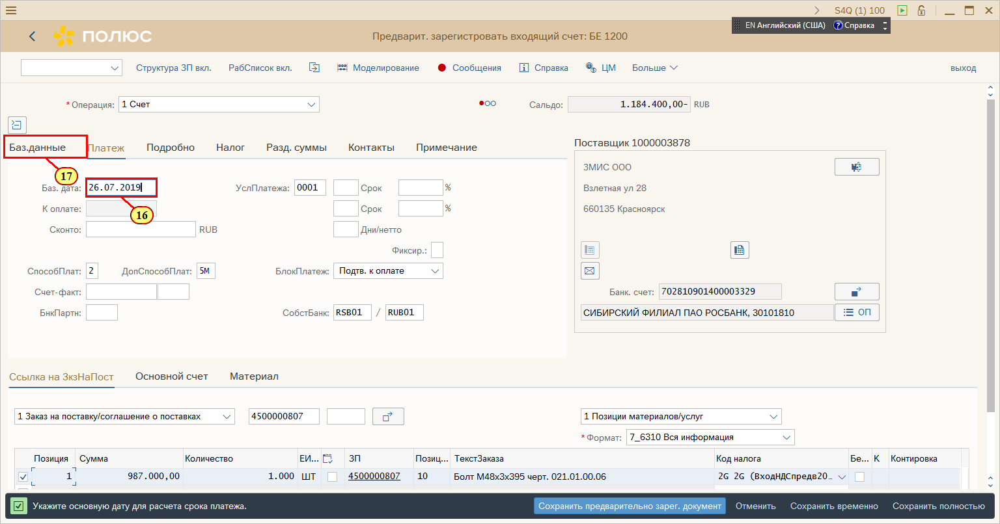 S4Q (1) 100
EN Английский (США) Справка
ПОЛЮС
Предварит. зарегистровать входящий счет: БЕ 1200
Структура ЗП вкл. РабСписок вкл. Моделирование Сообщения Справка ЦМ Больше выход
* Операция: 1 Счет Сальдо: 1.184.400,00- RUB
Баз.данные Платеж Подробно Налог Разд. суммы Контакты Примечание
17
Баз. дата: 26.07.2019 УслПлатежа: 0001 Срок %
16
К оплате: Срок %
Сконто: RUB Дни/нетто
Фиксир.:
СпособПлат: 2 ДопСпособПлат: 5M БлокПлатеж: Подтв. к оплате
Счет-факт:
БнкПартн: СобстБанк: RSB01 / RUB01
Поставщик 1000003878
ЗМИС ООО
Взлетная ул 28
660135 Красноярск
Банк. счет: 702810901400003329
СИБИРСКИЙ ФИЛИАЛ ПАО РОСБАНК, 30101810 ОП
Ссылка на ЗкзНаПост Основной счет Материал
1 Заказ на поставку/соглашение о поставках 4500000807 1 Позиции материалов/услуг
* Формат: 7_6310 Вся информация
Позиция Сумма Количество ЕИ... ЗП Позиц... ТекстЗаказа Код налога Бе... К Контировка
1 987.000,00 1.000 ШТ 4500000807 10 Болт М48х3х395 черт. 021.01.00.06 2G 2G (ВходНДСпредв20...
Укажите основную дату для расчета срока платежа. Сохранить предварительно зарег. документ Отменить Сохранить временно Сохранить полностью